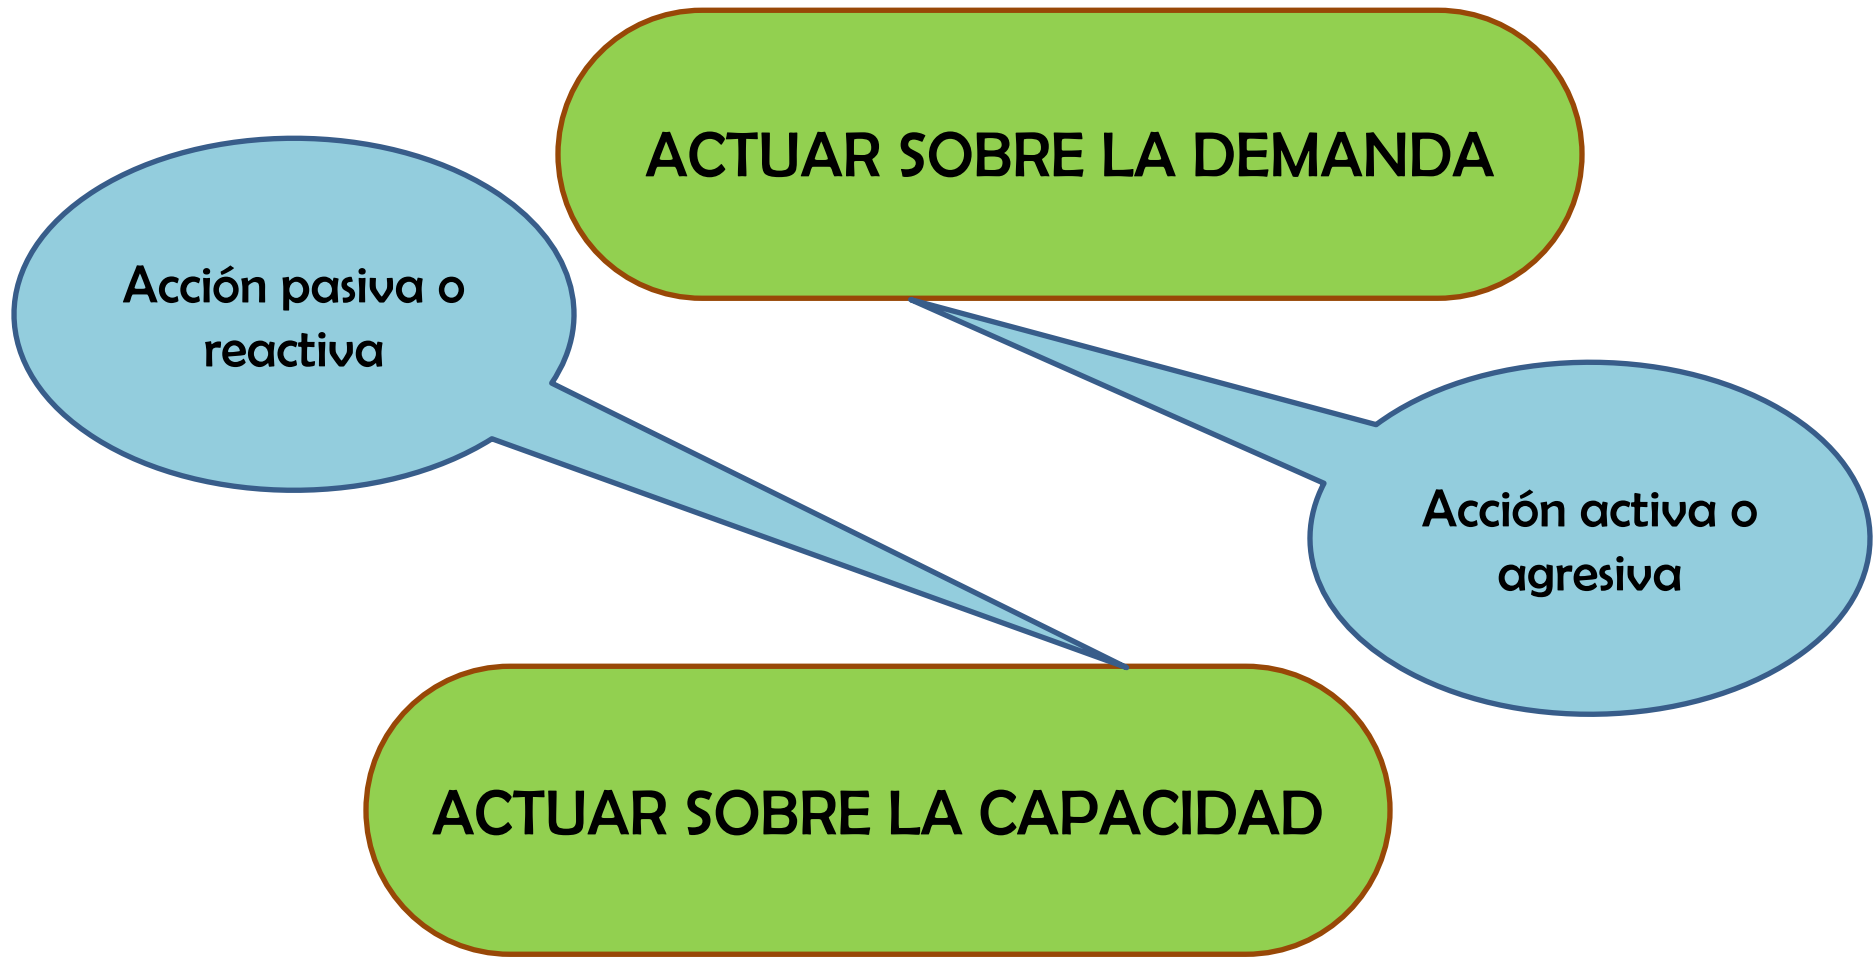 ACTUAR SOBRE LA DEMANDA
Acción pasiva o
reactiva
Acción activa o
agresiva
ACTUAR SOBRE LA CAPACIDAD